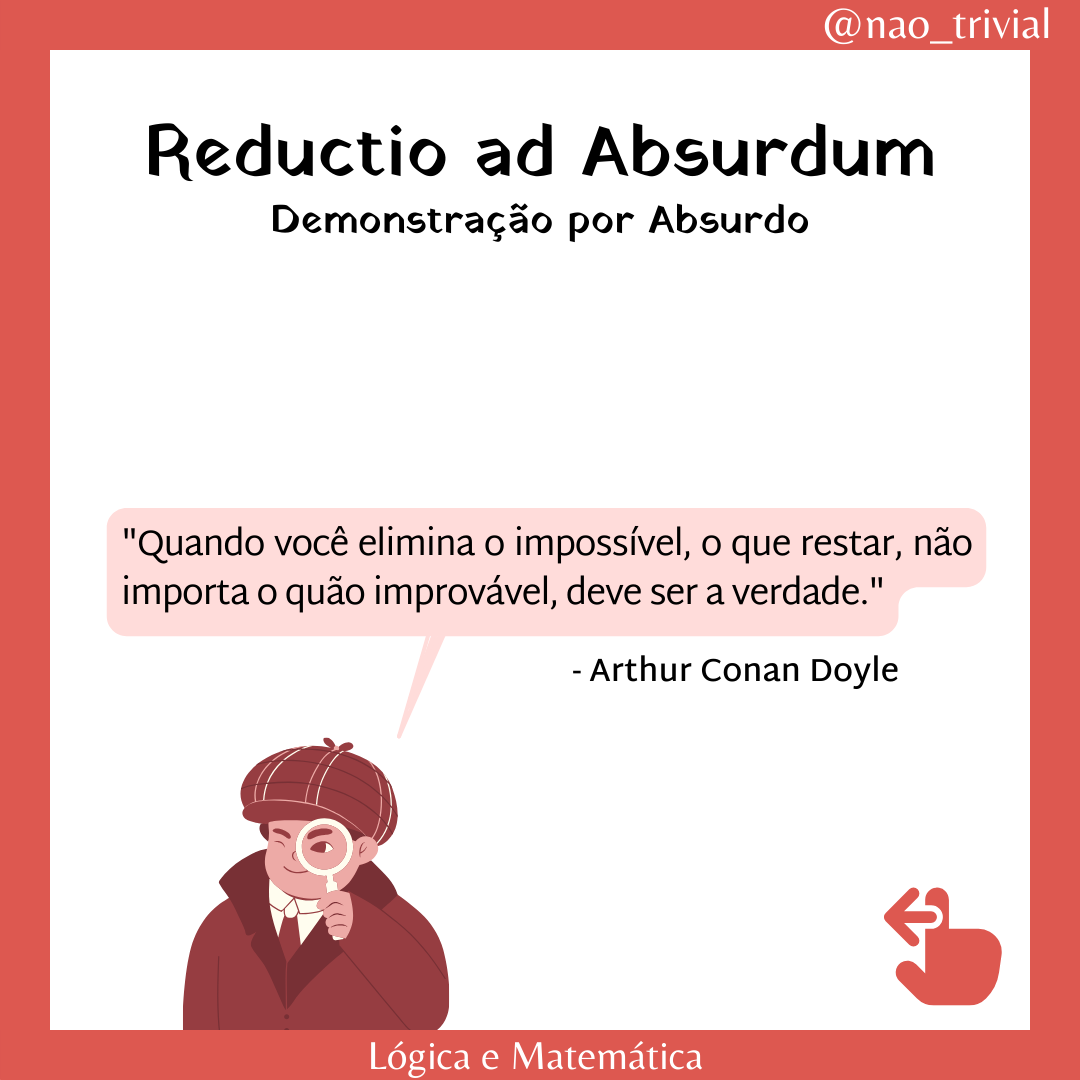 @nao_trivial
Reductio ad Absurdum
Demonstração por Absurdo
"Quando você elimina o impossível, o que restar, não
importa o quão improvável, deve ser a verdade."
- Arthur Conan Doyle
Lógica e Matemática